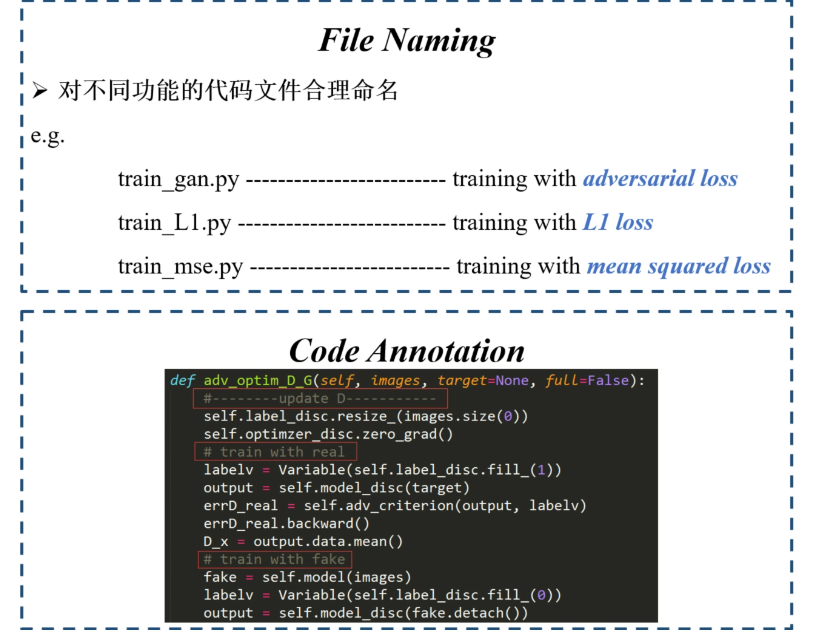 File Naming
➤ 对不同功能的代码文件合理命名
e.g.
train_gan.py ------------------------- training with adversarial loss
train_L1.py -------------------------- training with L1 loss
train_mse.py ------------------------- training with mean squared loss
Code Annotation
def adv_optim_D_G(self, images, target=None, full=False):
#--------update D-----------
self.label_disc.resize_(images.size(0))
self.optimzer_disc.zero_grad()
# train with real
labelv = Variable(self.label_disc.fill_(1))
output = self.model_disc(target)
errD_real = self.adv_criterion(output, labelv)
errD_real.backward()
D_x = output.data.mean()
# train with fake
fake = self.model(images)
labelv = Variable(self.label_disc.fill_(0))
output = self.model_disc(fake.detach())